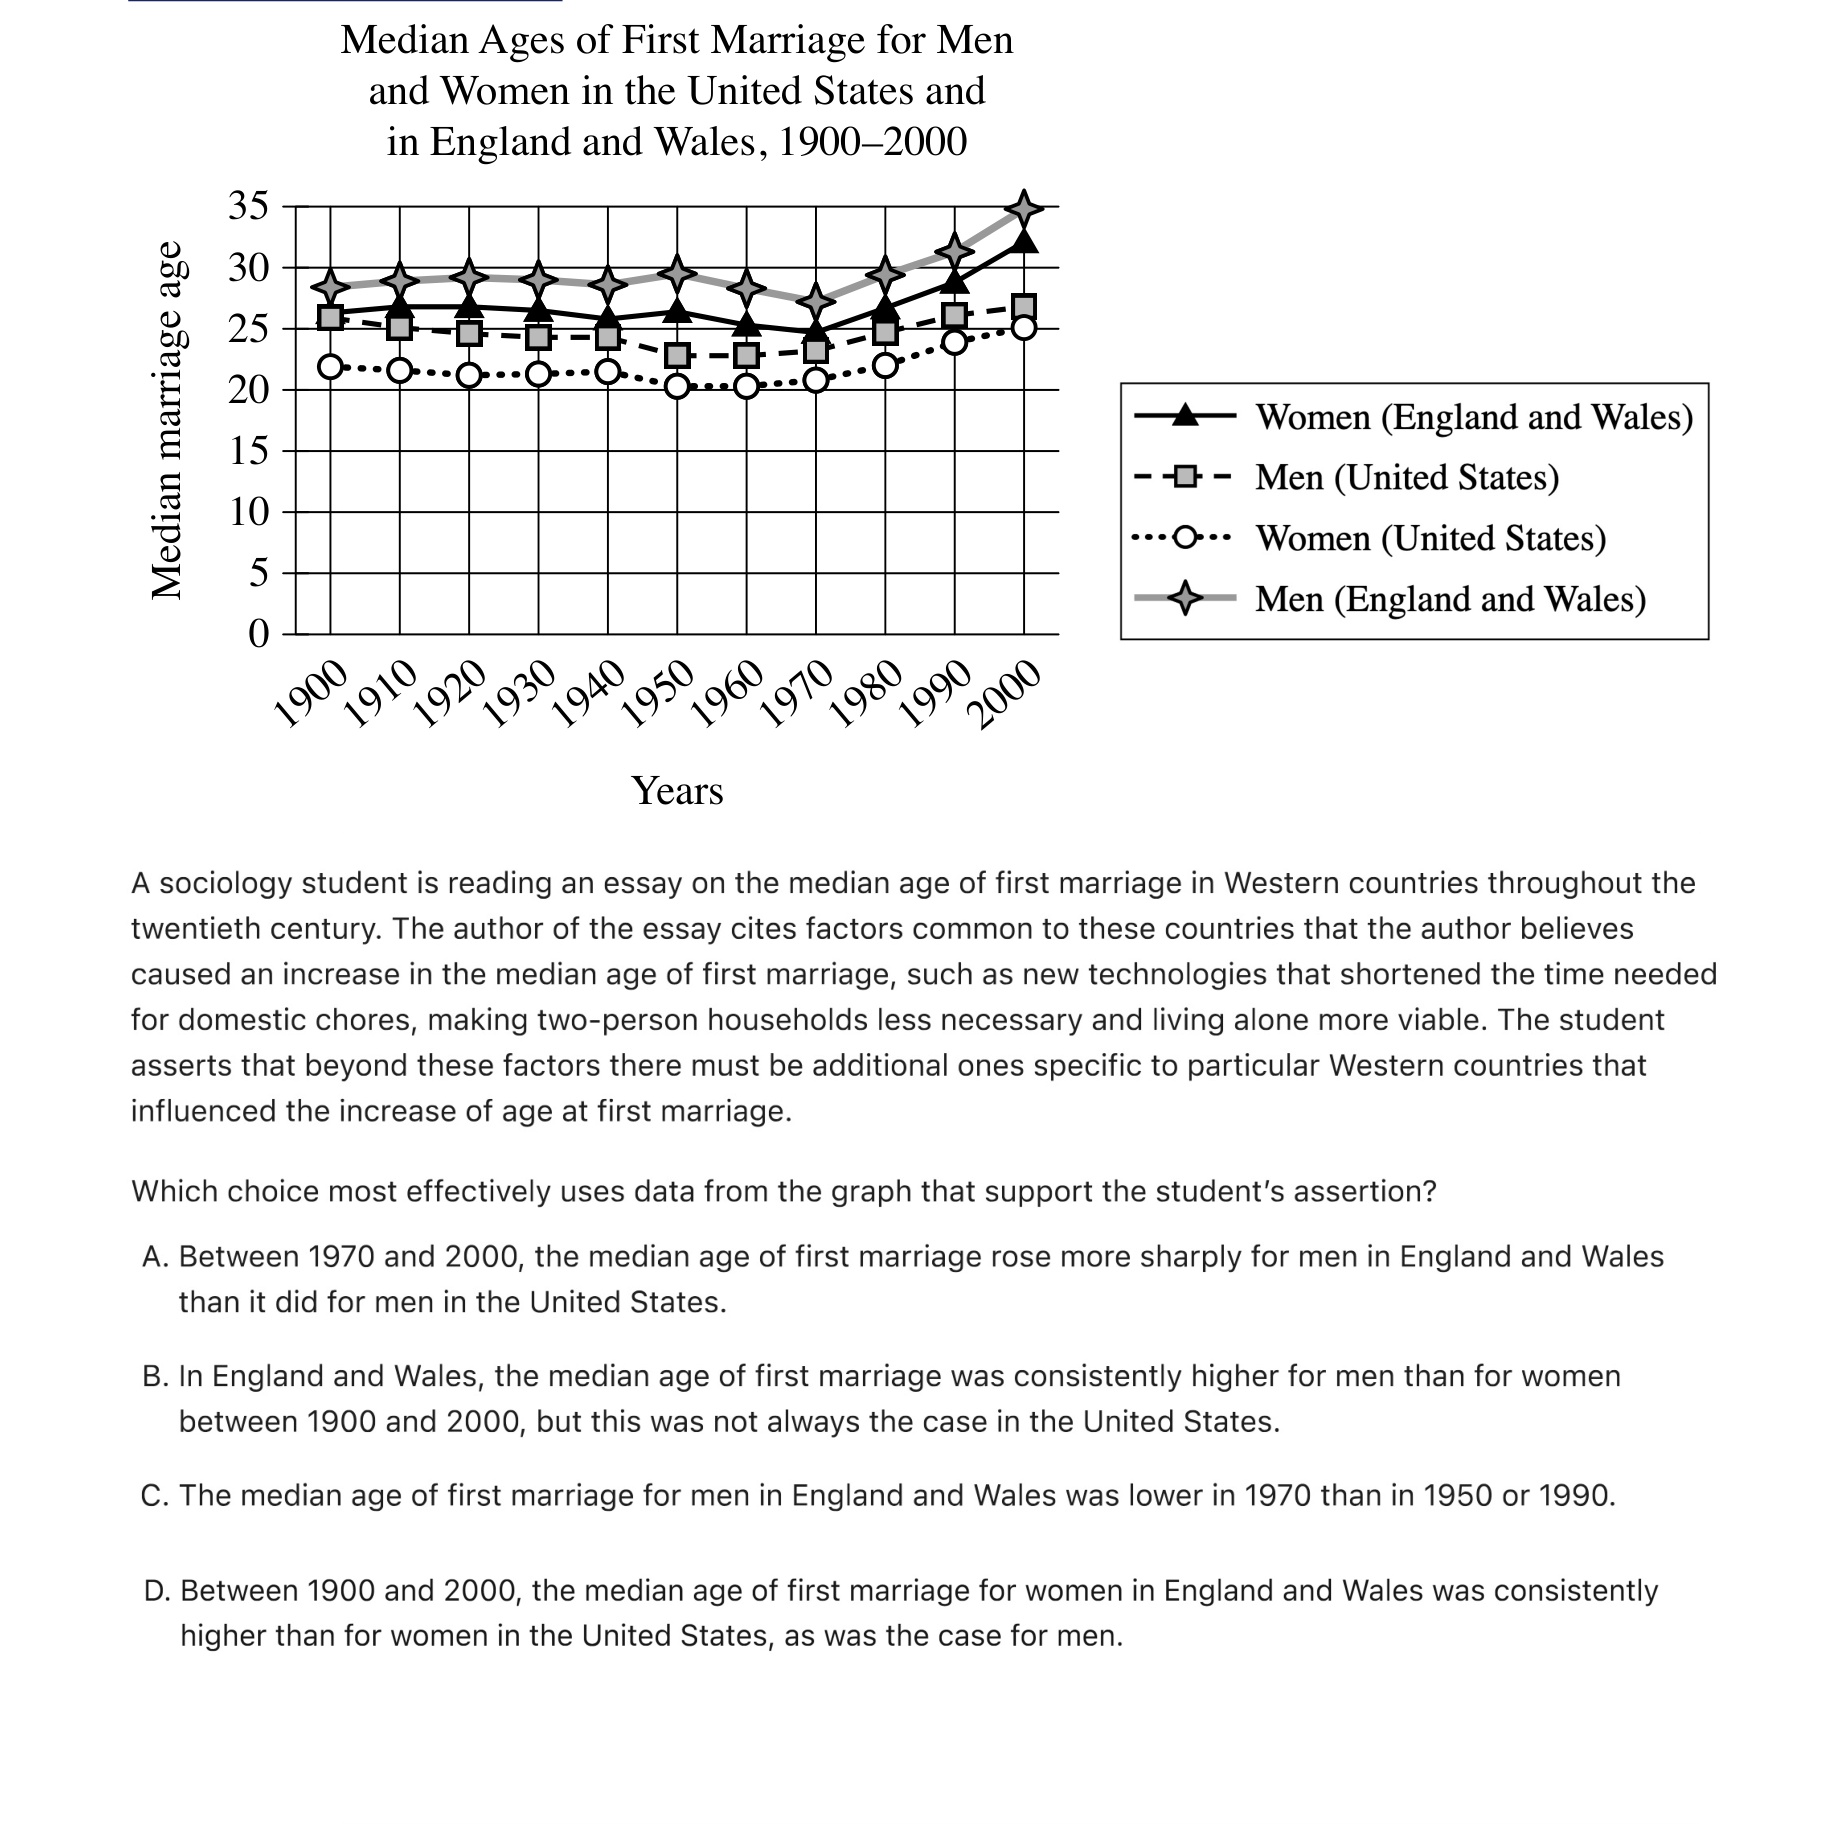 Median Ages of First Marriage for Men
and Women in the United States and
in England and Wales, 1900–2000
Median marriage age
35
30
25
20
15
10
5
0
1900
1910
1920
1930
1940
1950
1960
1970
1980
1990
2000
Years
Women (England and Wales)
Men (United States)
Women (United States)
Men (England and Wales)
A sociology student is reading an essay on the median age of first marriage in Western countries throughout the
twentieth century. The author of the essay cites factors common to these countries that the author believes
caused an increase in the median age of first marriage, such as new technologies that shortened the time needed
for domestic chores, making two-person households less necessary and living alone more viable. The student
asserts that beyond these factors there must be additional ones specific to particular Western countries that
influenced the increase of age at first marriage.
Which choice most effectively uses data from the graph that support the student’s assertion?
A. Between 1970 and 2000, the median age of first marriage rose more sharply for men in England and Wales
than it did for men in the United States.
B. In England and Wales, the median age of first marriage was consistently higher for men than for women
between 1900 and 2000, but this was not always the case in the United States.
C. The median age of first marriage for men in England and Wales was lower in 1970 than in 1950 or 1990.
D. Between 1900 and 2000, the median age of first marriage for women in England and Wales was consistently
higher than for women in the United States, as was the case for men.